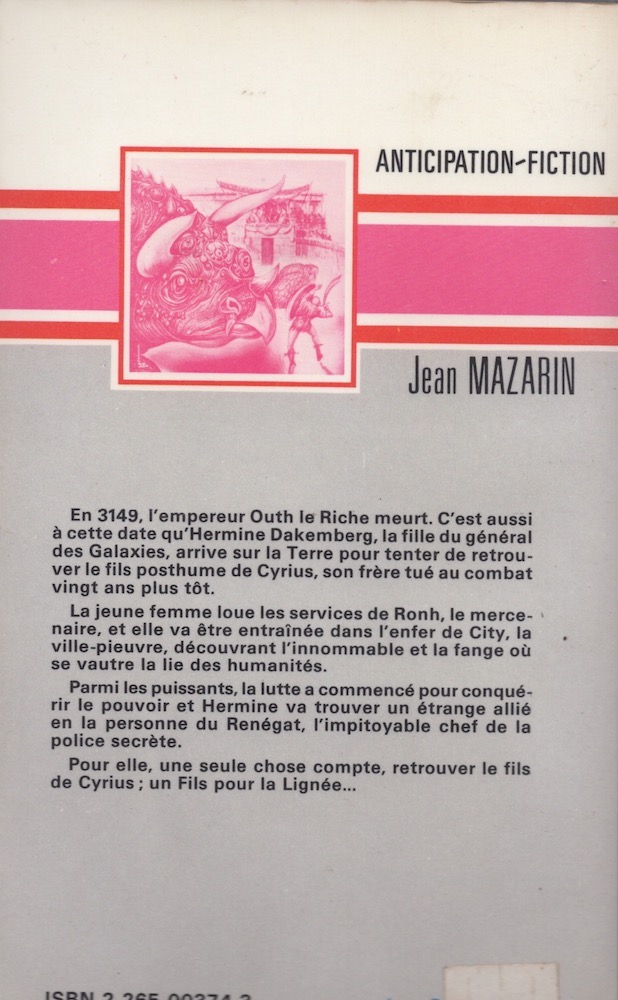 ANTICIPATION-FICTION
Jean MAZARIN
En 3149, l'empereur Outh le Riche meurt. C'est aussi
à cette date qu'Hermine Dakemberg, la fille du général
des Galaxies, arrive sur la Terre pour tenter de retrou-
ver le fils posthume de Cyrius, son frère tué au combat
vingt ans plus tôt.
La jeune femme loue les services de Ronh, le merce-
naire, et elle va être entraînée dans l'enfer de City, la
ville-pieuvre, découvrant l'innommable et la fange où
se vautre la lie des humanités.
Parmi les puissants, la lutte a commencé pour conqué-
rir le pouvoir et Hermine va trouver un étrange allié
en la personne du Renégat, l'impitoyable chef de la
police secrète.
Pour elle, une seule chose compte, retrouver le fils
de Cyrius ; un Fils pour la Lignée...
ISBN 2-265-00374-3